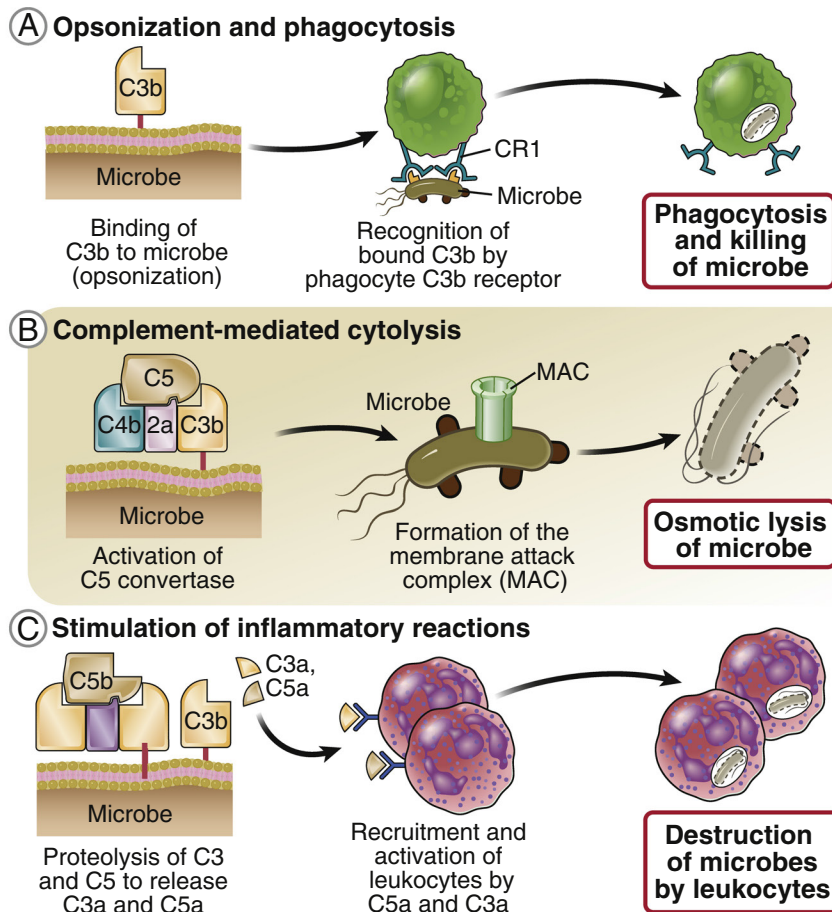 A Opsonization and phagocytosis
C3b
Microbe
Binding of
C3b to microbe
(opsonization)
CR1
Microbe
Recognition of
bound C3b by
phagocyte C3b receptor
Phagocytosis
and killing
of microbe
B Complement-mediated cytolysis
C5
C4b 2a C3b
Microbe
Activation of
C5 convertase
Microbe
MAC
Formation of the
membrane attack
complex (MAC)
Osmotic lysis
of microbe
C Stimulation of inflammatory reactions
C5b
C3b
Microbe
Proteolysis of C3
and C5 to release
C3a and C5a
C3a,
C5a
Recruitment and
activation of
leukocytes by
C5a and C3a
Destruction
of microbes
by leukocytes